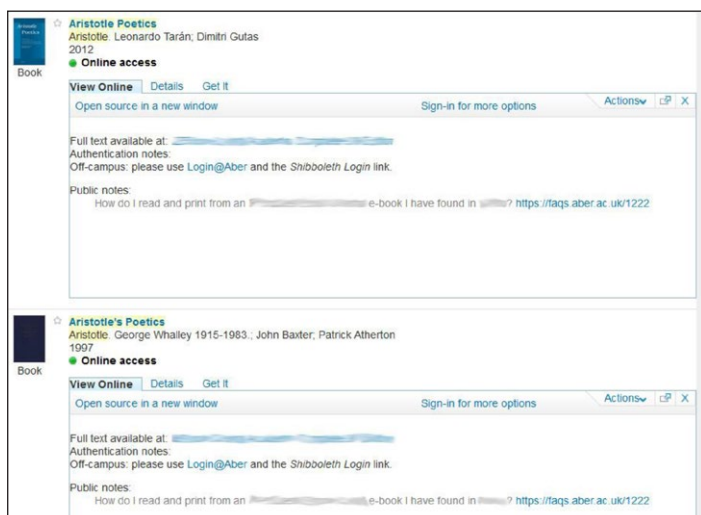 Aristotle Poetics
Aristotle. Leonardo Tarán; Dimitri Gutas
2012
Online access
Book
View Online Details Get It
Open source in a new window Sign-in for more options Actions X
Full text available at:
Authentication notes:
Off-campus: please use Login@Aber and the Shibboleth Login link.
Public notes:
How do I read and print from an e-book I have found in ? https://faqs.aber.ac.uk/1222
Aristotle's Poetics
Aristotle. George Whalley 1915-1983.; John Baxter; Patrick Atherton
1997
Online access
Book
View Online Details Get It
Open source in a new window Sign-in for more options Actions X
Full text available at:
Authentication notes:
Off-campus: please use Login@Aber and the Shibboleth Login link.
Public notes:
How do I read and print from an e-book I have found in ? https://faqs.aber.ac.uk/1222